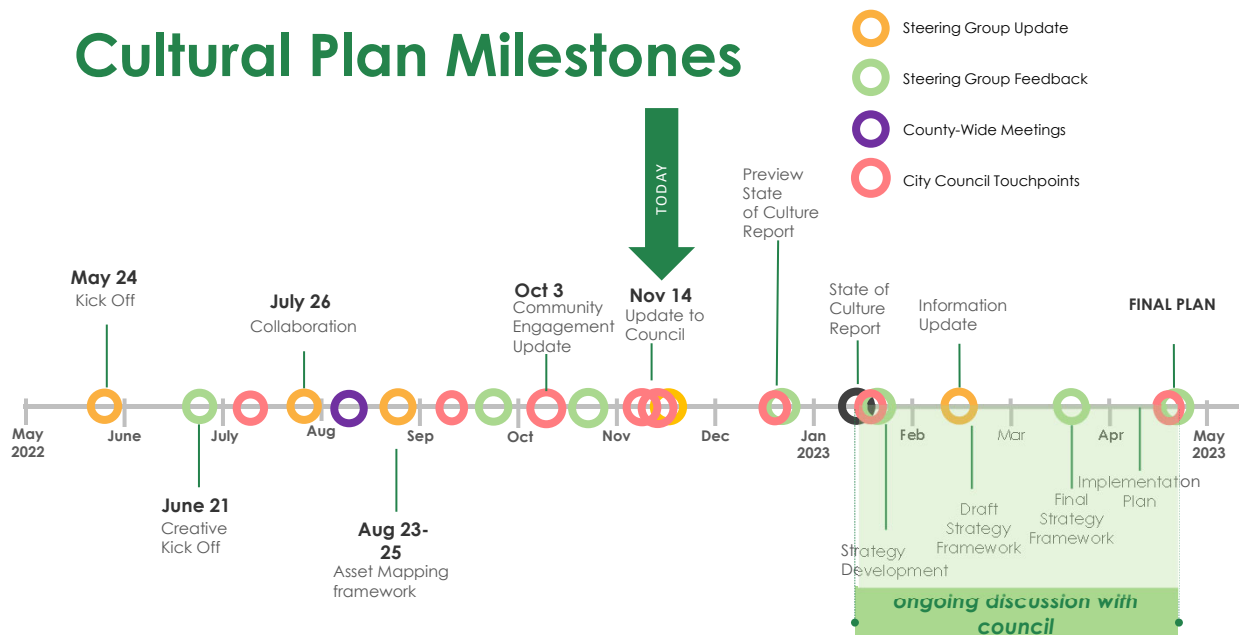 Cultural Plan Milestones
Steering Group Update
Steering Group Feedback
County-Wide Meetings
City Council Touchpoints
TODAY
Preview
State
of Culture
Report
May 24
Kick Off
July 26
Collaboration
Oct 3
Community
Engagement
Update
Nov 14
Update to
Council
State of
Culture
Report
Information
Update
FINAL PLAN
May
2022
June
July
Aug
Sep
Oct
Nov
Dec
Jan
2023
Feb
Mar
Apr
May
2023
June 21
Creative
Kick Off
Aug 23-
25
Asset Mapping
framework
Strategy
Development
Draft
Strategy
Framework
Final
Strategy
Framework
Implementation
Plan
ongoing discussion with
council